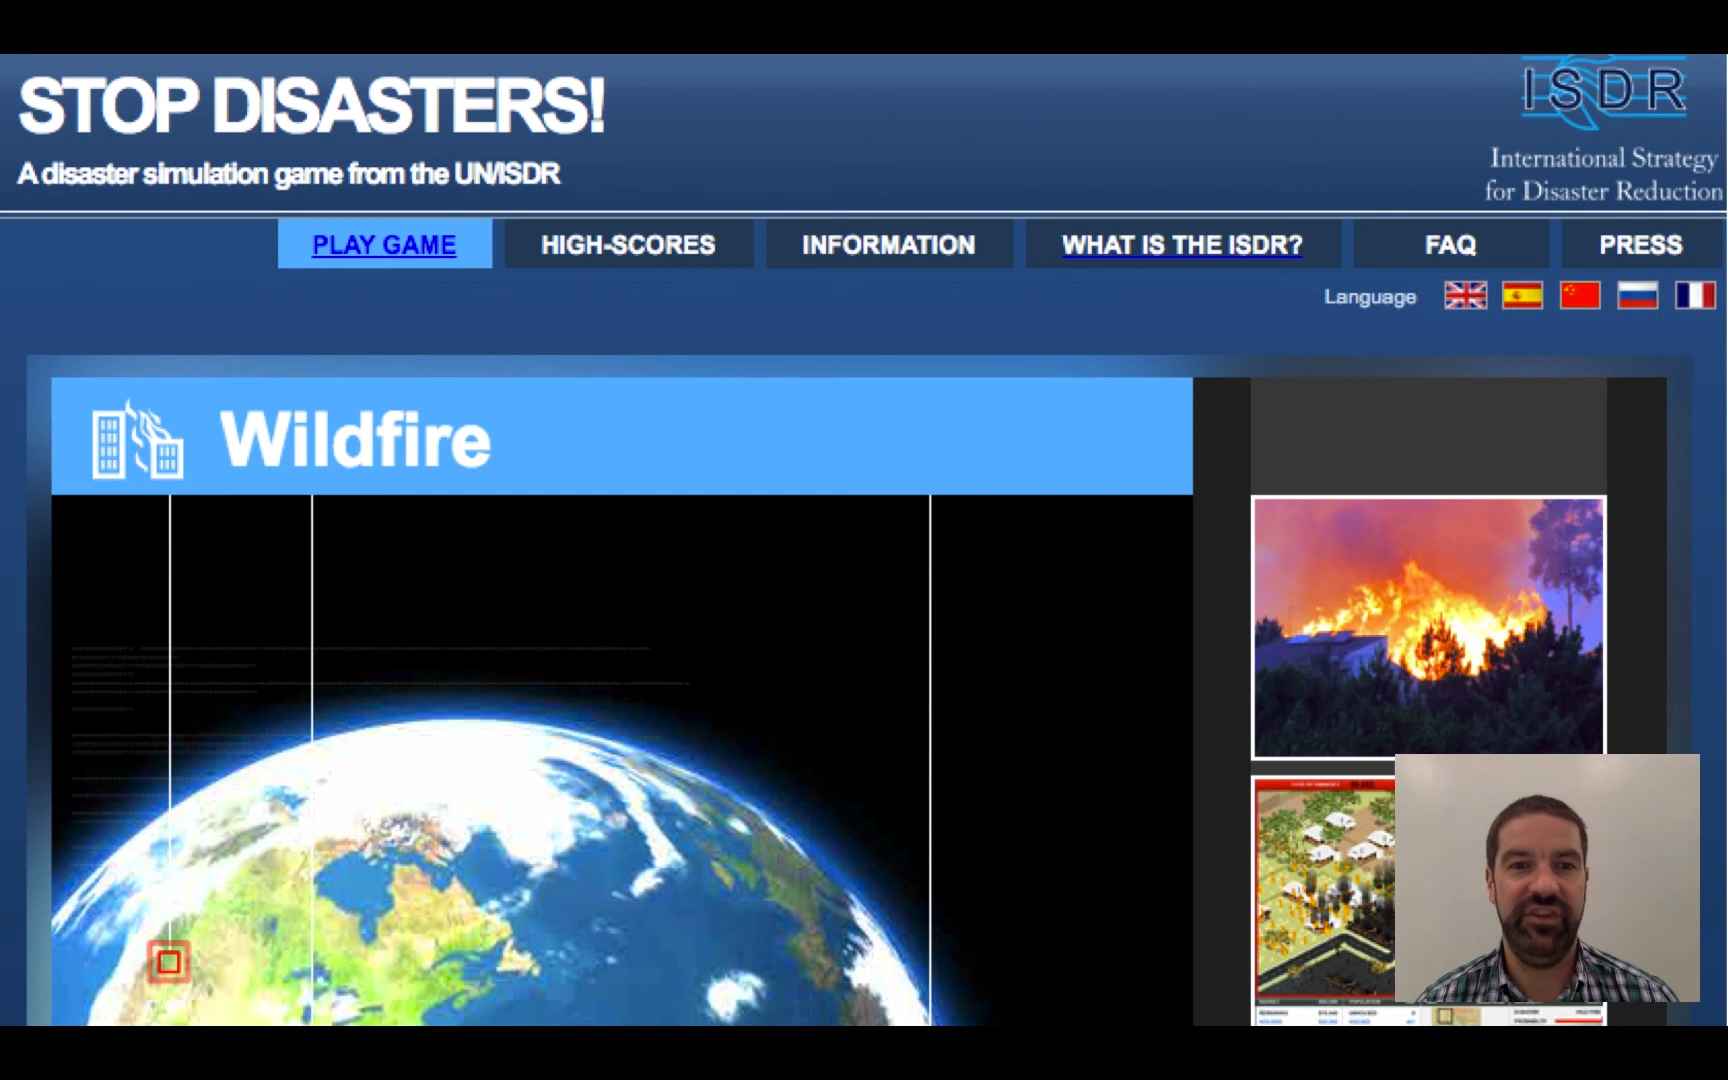 STOP DISASTERS!
A disaster simulation game from the UN/ISDR
ISDR
International Strategy
for Disaster Reduction
PLAY GAME
HIGH-SCORES
INFORMATION
WHAT IS THE ISDR?
FAQ
PRESS
Language
Wildfire